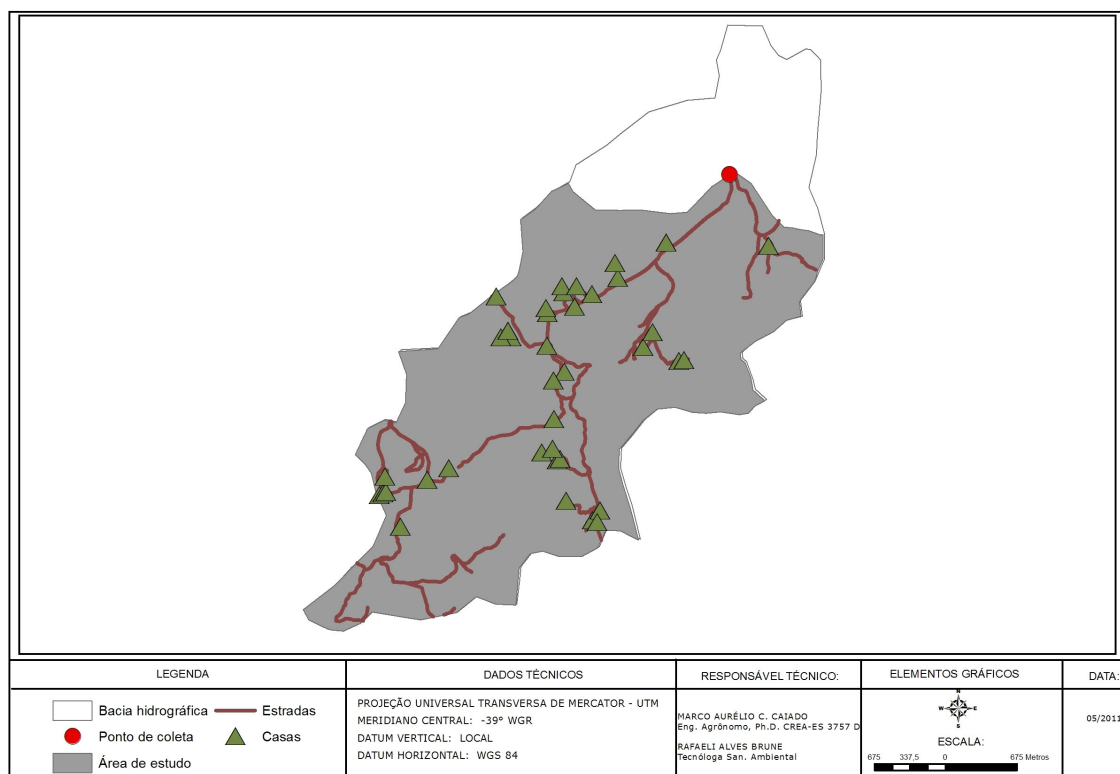 LEGENDA
Bacia hidrográfica
Estradas
Ponto de coleta
Casas
Área de estudo
DADOS TÉCNICOS
PROJEÇÃO UNIVERSAL TRANSVERSA DE MERCATOR - UTM
MERIDIANO CENTRAL: -39° WGR
DATUM VERTICAL: LOCAL
DATUM HORIZONTAL: WGS 84
RESPONSÁVEL TÉCNICO:
MARCO AURÉLIO C. CAIADO
Eng. Agrônomo, Ph.D. CREA-ES 3757 D
RAFAELI ALVES BRUNE
Tecnóloga San. Ambiental
ELEMENTOS GRÁFICOS
N
W E
S
ESCALA:
675 337,5 0 675 Metros
DATA:
05/2011